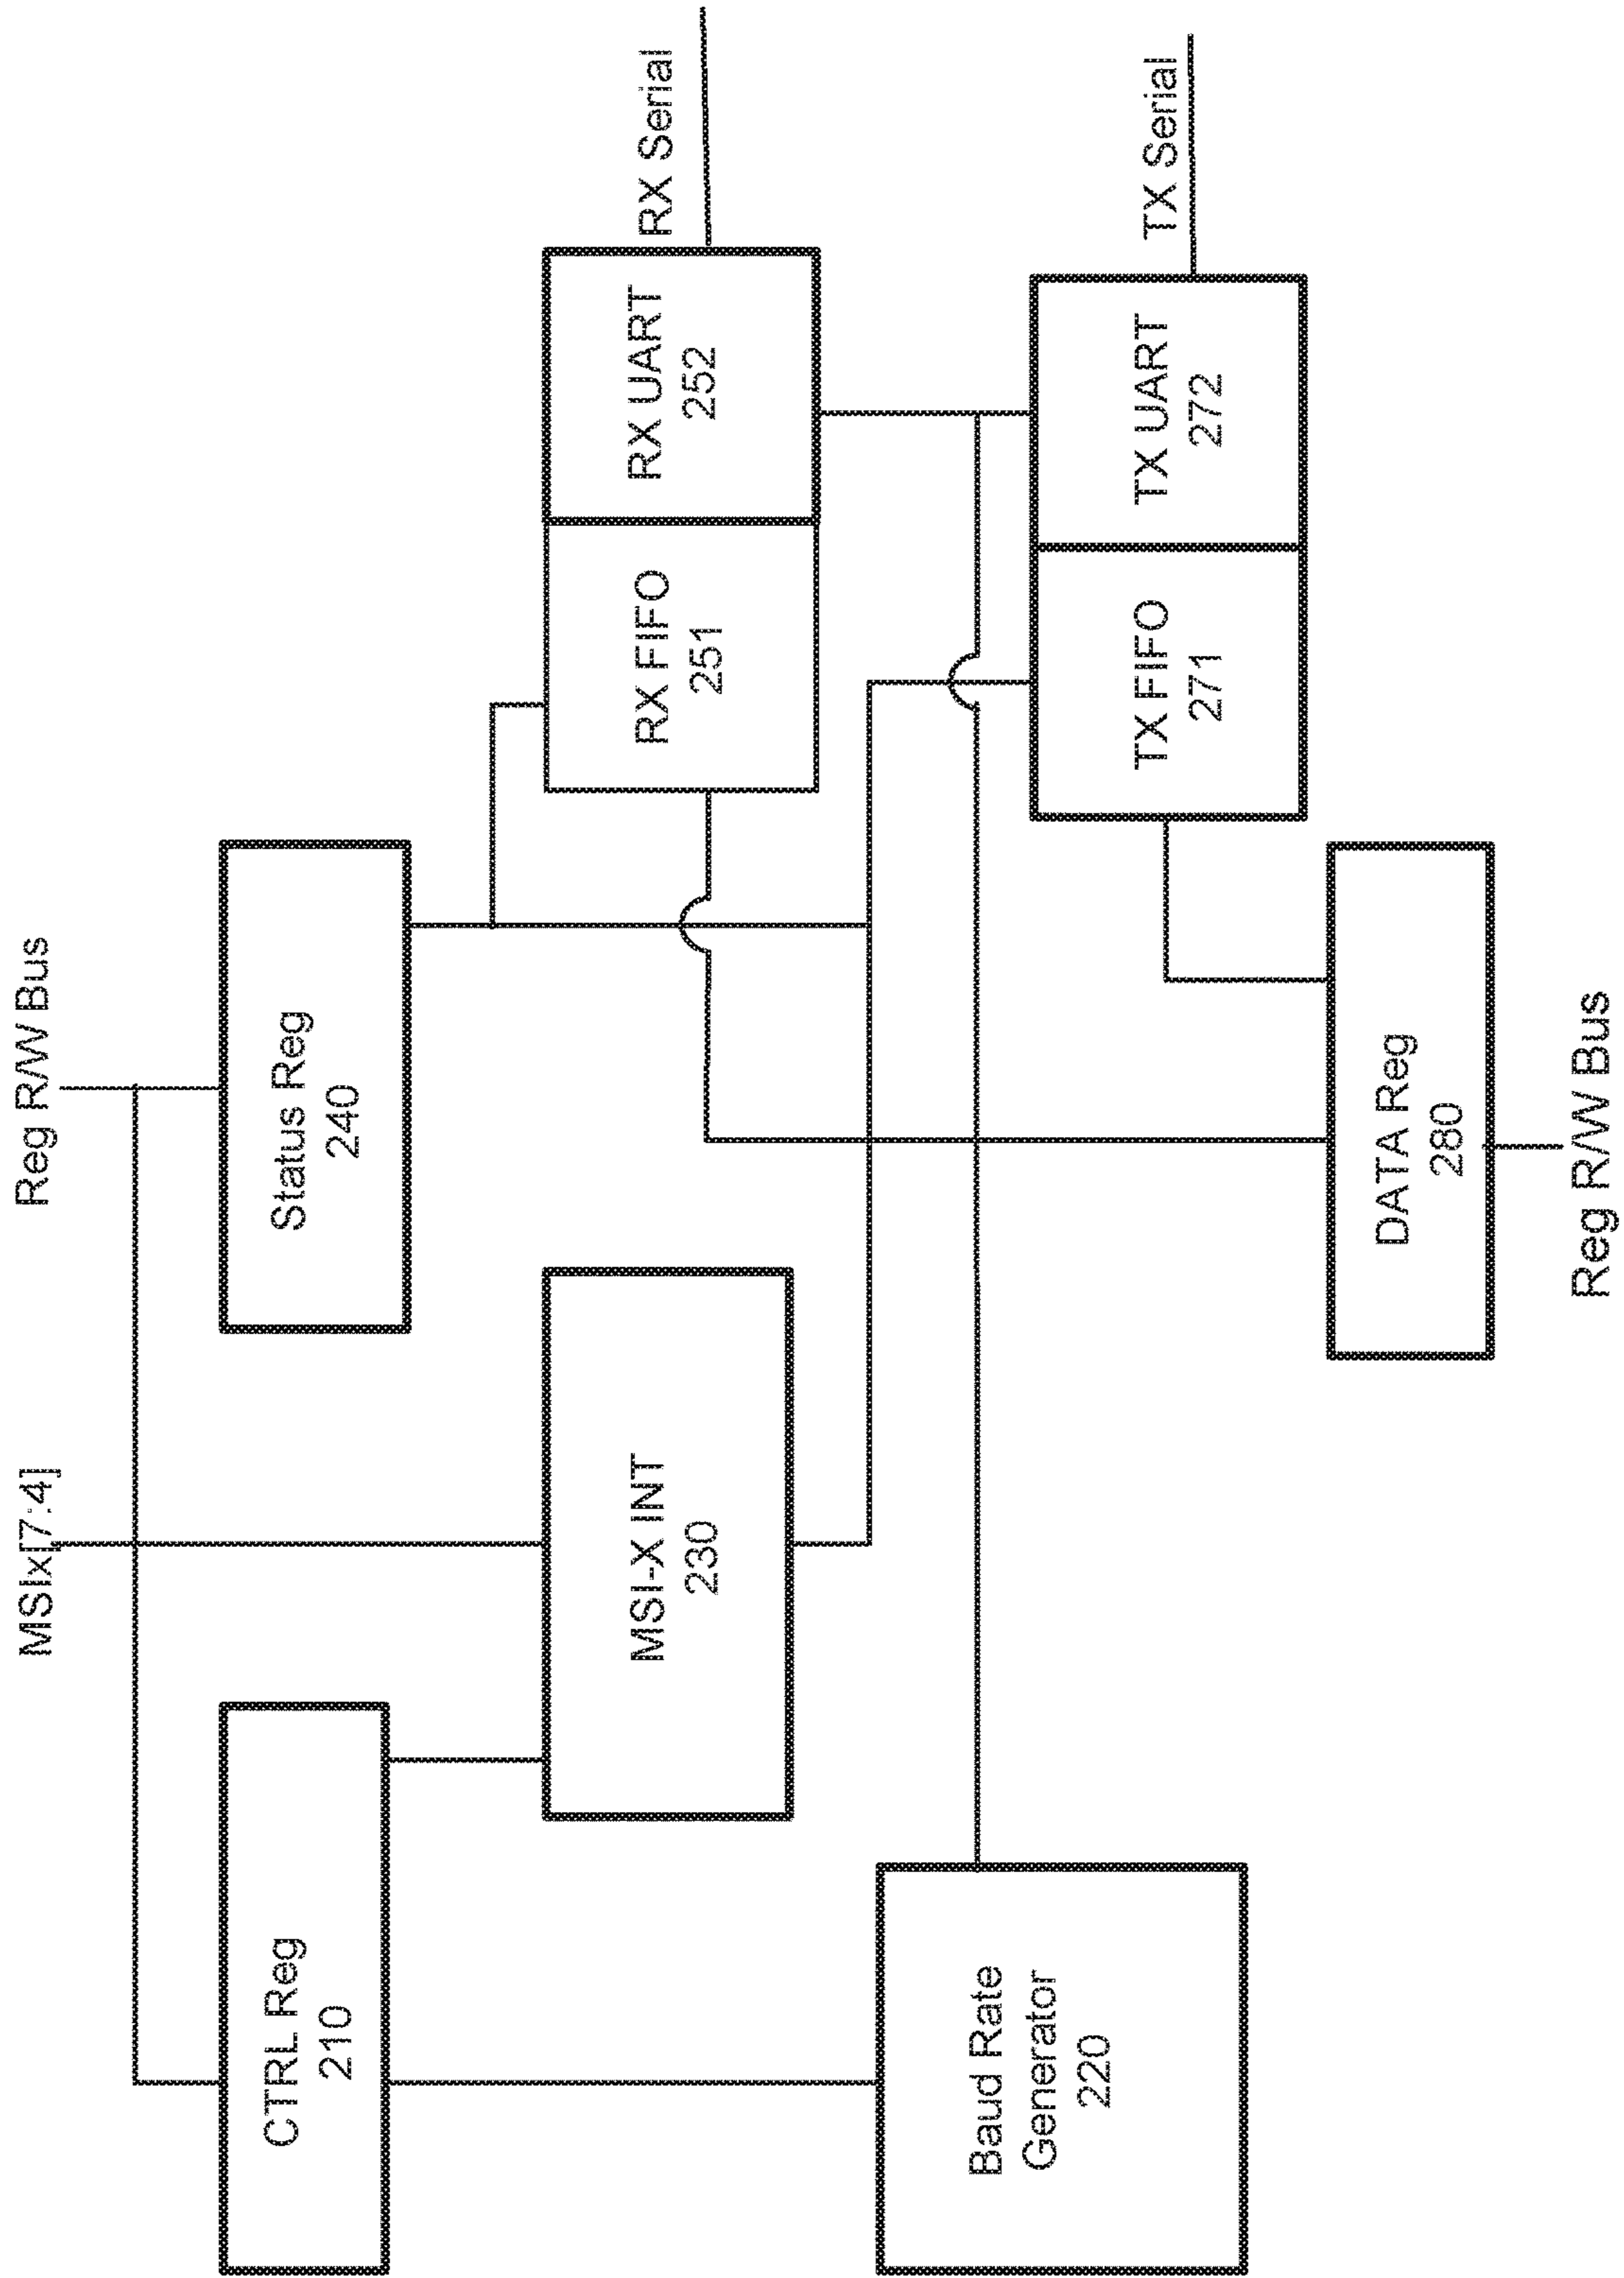 MSIx[7:4]
Reg R/W Bus
CTRL Reg
210
Status Reg
240
MSI-X INT
230
RX FIFO
251
RX UART
252
RX Serial
Baud Rate
Generator
220
TX FIFO
271
TX UART
272
TX Serial
DATA Reg
280
Reg R/W Bus